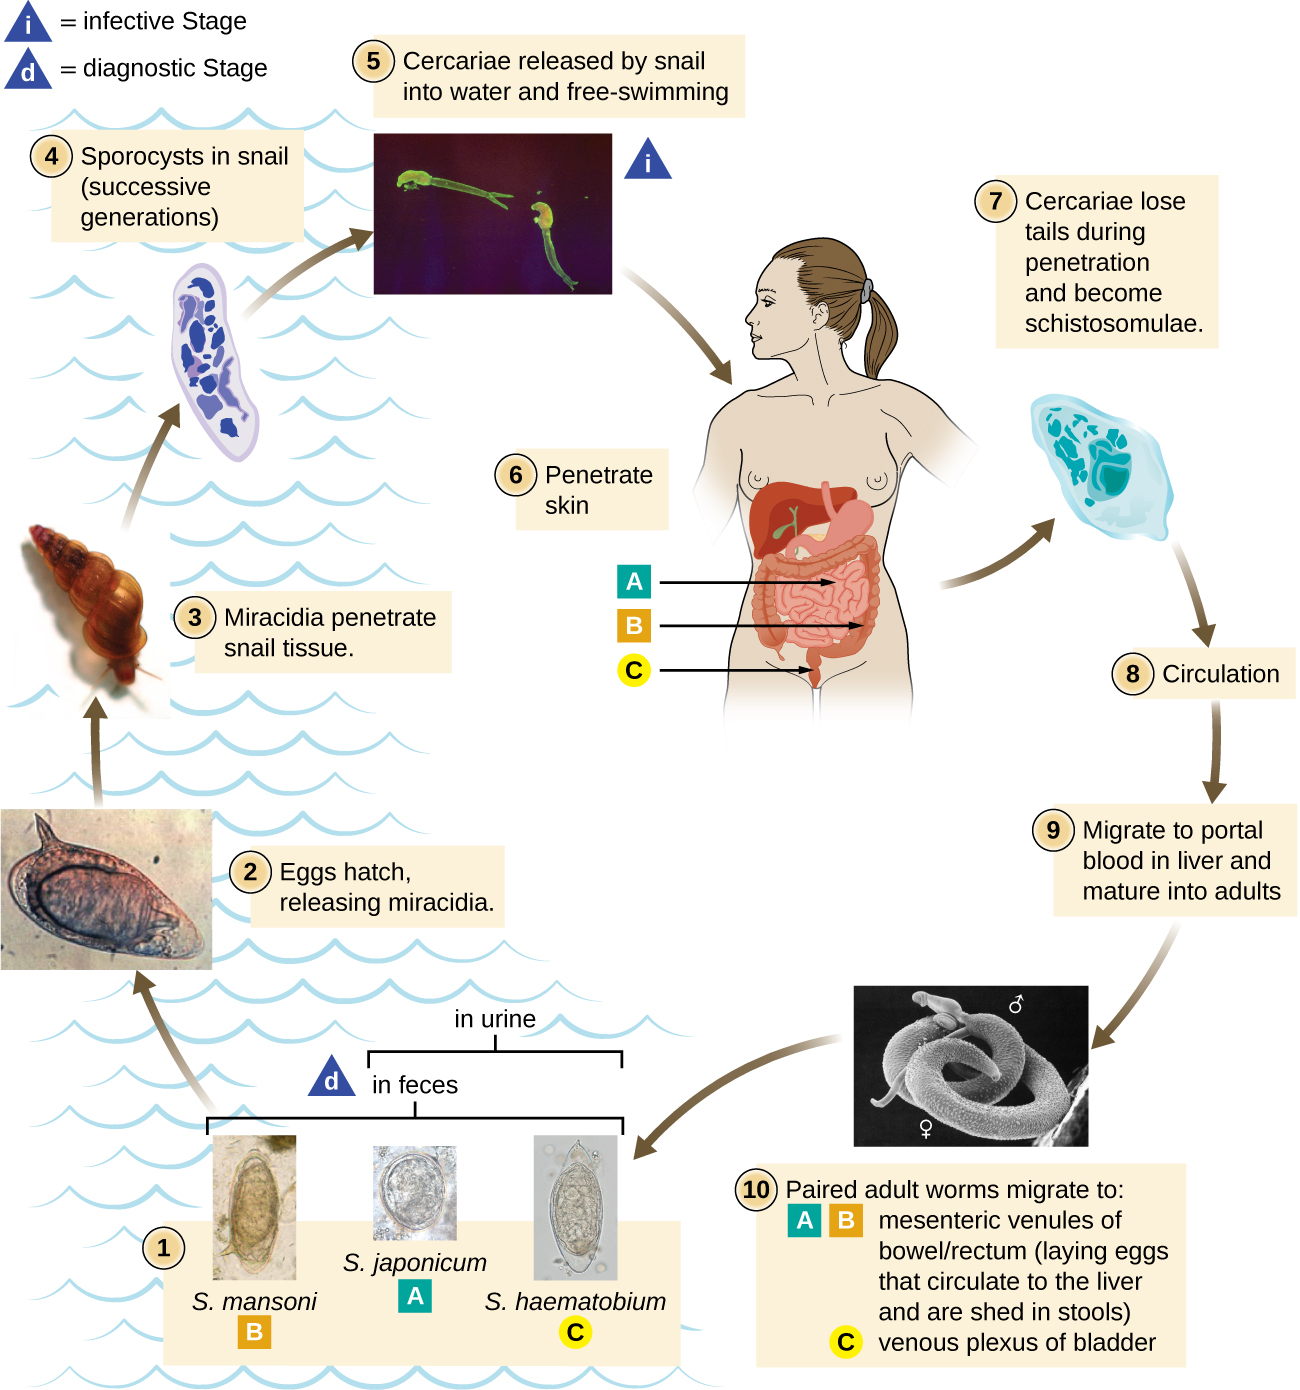 i = infective Stage
d = diagnostic Stage
5 Cercariae released by snail
into water and free-swimming
i
4 Sporocysts in snail
(successive
generations)
7 Cercariae lose
tails during
penetration
and become
schistosomulae.
6 Penetrate
skin
A
B
C
3 Miracidia penetrate
snail tissue.
8 Circulation
9 Migrate to portal
blood in liver and
mature into adults
2 Eggs hatch,
releasing miracidia.
♂
♀
in urine
d
in feces
1
S. japonicum
A
S. mansoni
B
S. haematobium
C
10 Paired adult worms migrate to:
A B mesenteric venules of
bowel/rectum (laying eggs
that circulate to the liver
and are shed in stools)
C venous plexus of bladder